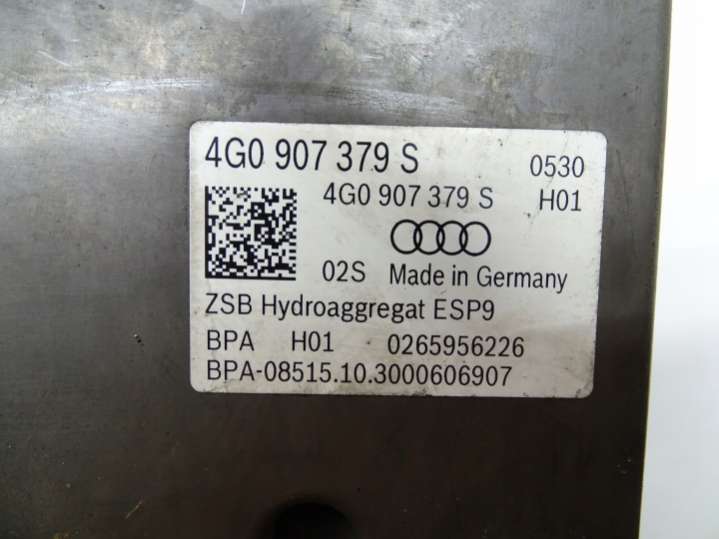 4G0 907 379 S 0530
4G0 907 379 S H01
02S Made in Germany
ZSB Hydroaggregat ESP9
BPA H01 0265956226
BPA-08515.10.3000606907